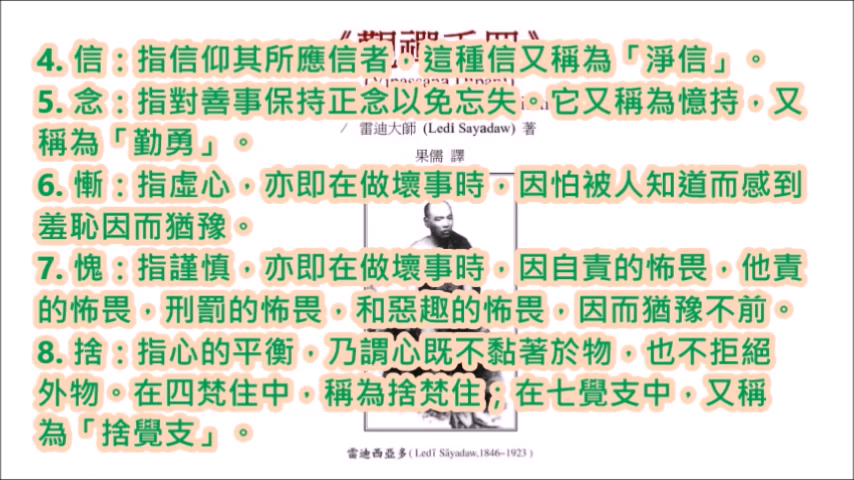 4. 信：指信仰其所應信者，這種信又稱為「淨信」。
5. 念：指對善事保持正念以免忘失。它又稱為憶持，又
稱為「勤勇」。
/ 雷迪大師 (Ledi Sayadaw) 著
果儒 譯
6. 慚：指虛心，亦即在做壞事時，因怕被人知道而感到
羞恥因而猶豫。
7. 愧：指謹慎，亦即在做壞事時，因自責的怖畏，他責
的怖畏，刑罰的怖畏，和惡趣的怖畏，因而猶豫不前。
8. 捨：指心的平衡，乃謂心既不黏著於物，也不拒絕
外物。在四梵住中，稱為捨梵住；在七覺支中，又稱
為「捨覺支」。
雷迪西亞多(Ledī Sāyadaw,1846–1923)